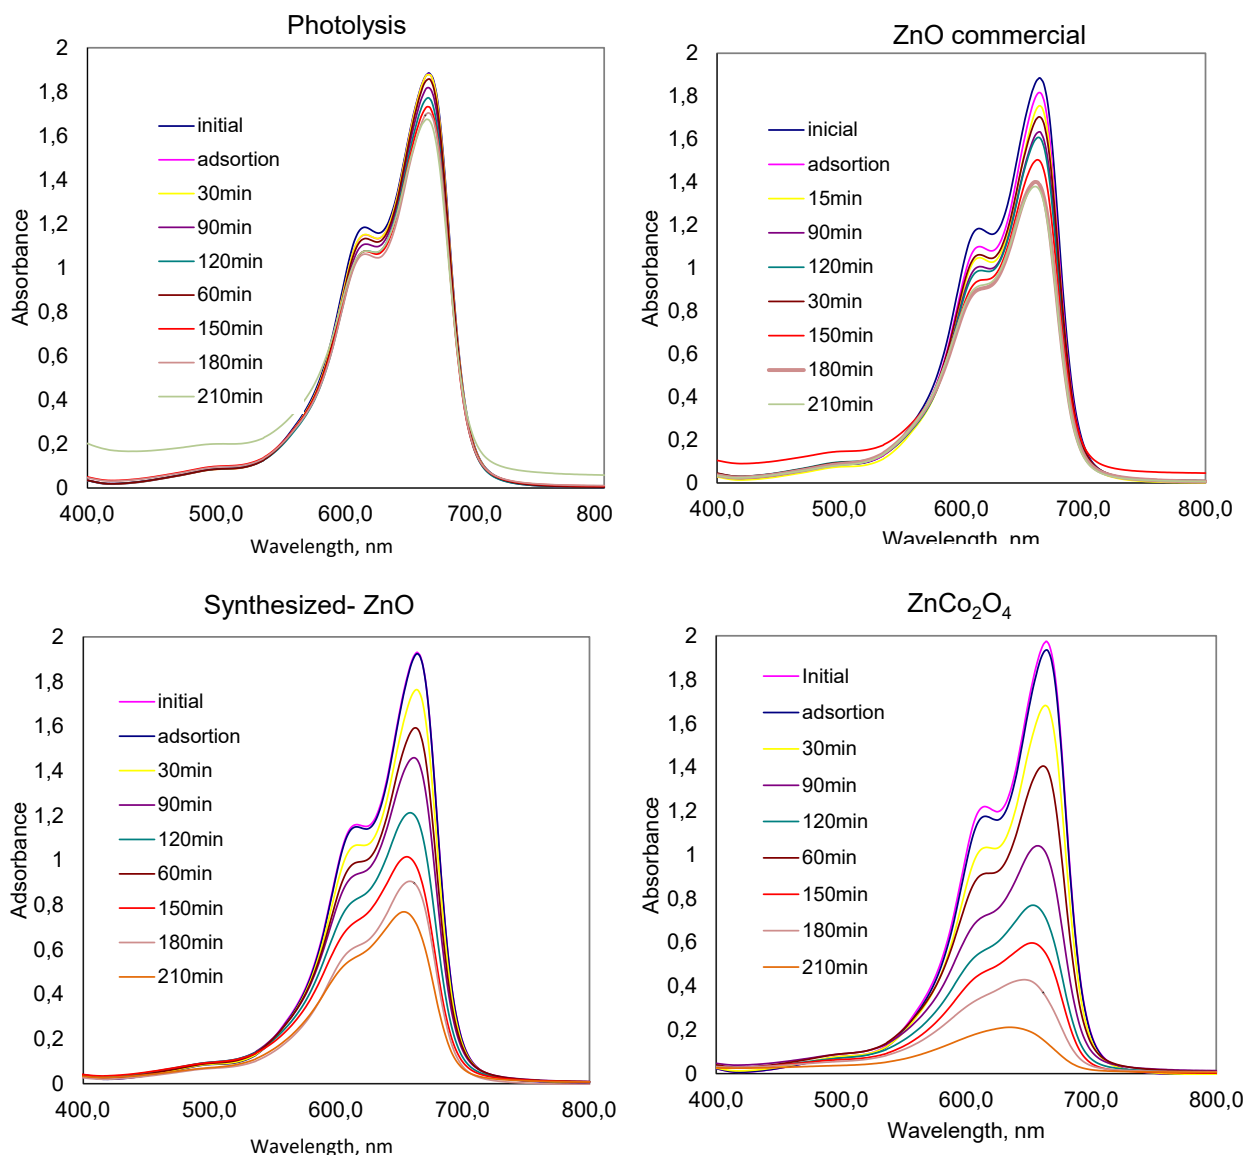 Photolysis
2
1,8
1,6
1,4
1,2
1
0,8
0,6
0,4
0,2
0
Absorbance
initial
adsortion
30min
90min
120min
60min
150min
180min
210min
400,0 500,0 600,0 700,0 800
Wavelength, nm
ZnO commercial
2
1,8
1,6
1,4
1,2
1
0,8
0,6
0,4
0,2
0
Absorbance
inicial
adsortion
15min
90min
120min
30min
150min
180min
210min
400,0 500,0 600,0 700,0 800,0
Wavelength, nm
Synthesized- ZnO
2
1,8
1,6
1,4
1,2
1
0,8
0,6
0,4
0,2
0
Adsorbance
initial
adsortion
30min
90min
120min
60min
150min
180min
210min
400,0 500,0 600,0 700,0 800,0
Wavelength, nm
ZnCo₂O₄
2
1,8
1,6
1,4
1,2
1
0,8
0,6
0,4
0,2
0
Absorbance
Initial
adsortion
30min
90min
120min
60min
150min
180min
210min
400,0 500,0 600,0 700,0 800,0
Wavelength, nm